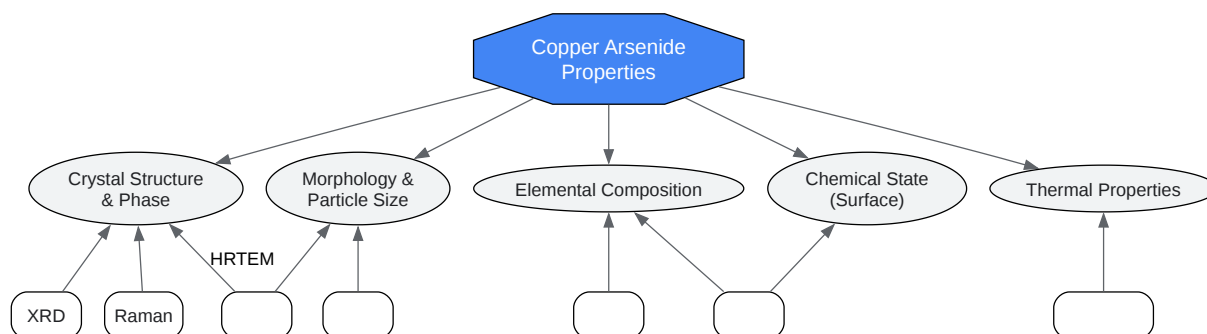 Copper Arsenide
Properties
Crystal Structure
& Phase
Morphology &
Particle Size
Elemental Composition
Chemical State
(Surface)
Thermal Properties
HRTEM
XRD
Raman